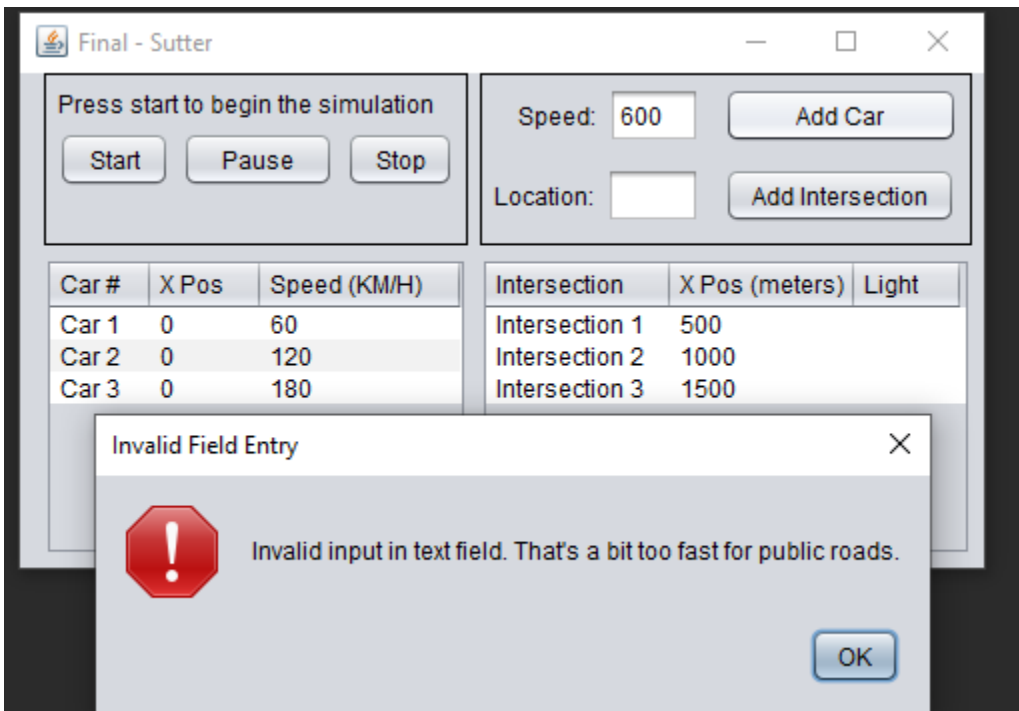 Final - Sutter
Press start to begin the simulation
Start Pause Stop
Speed: 600 Add Car
Location: Add Intersection
Car # X Pos Speed (KM/H)
Car 1 0 60
Car 2 0 120
Car 3 0 180
Intersection X Pos (meters) Light
Intersection 1 500
Intersection 2 1000
Intersection 3 1500
Invalid Field Entry
Invalid input in text field. That's a bit too fast for public roads.
OK